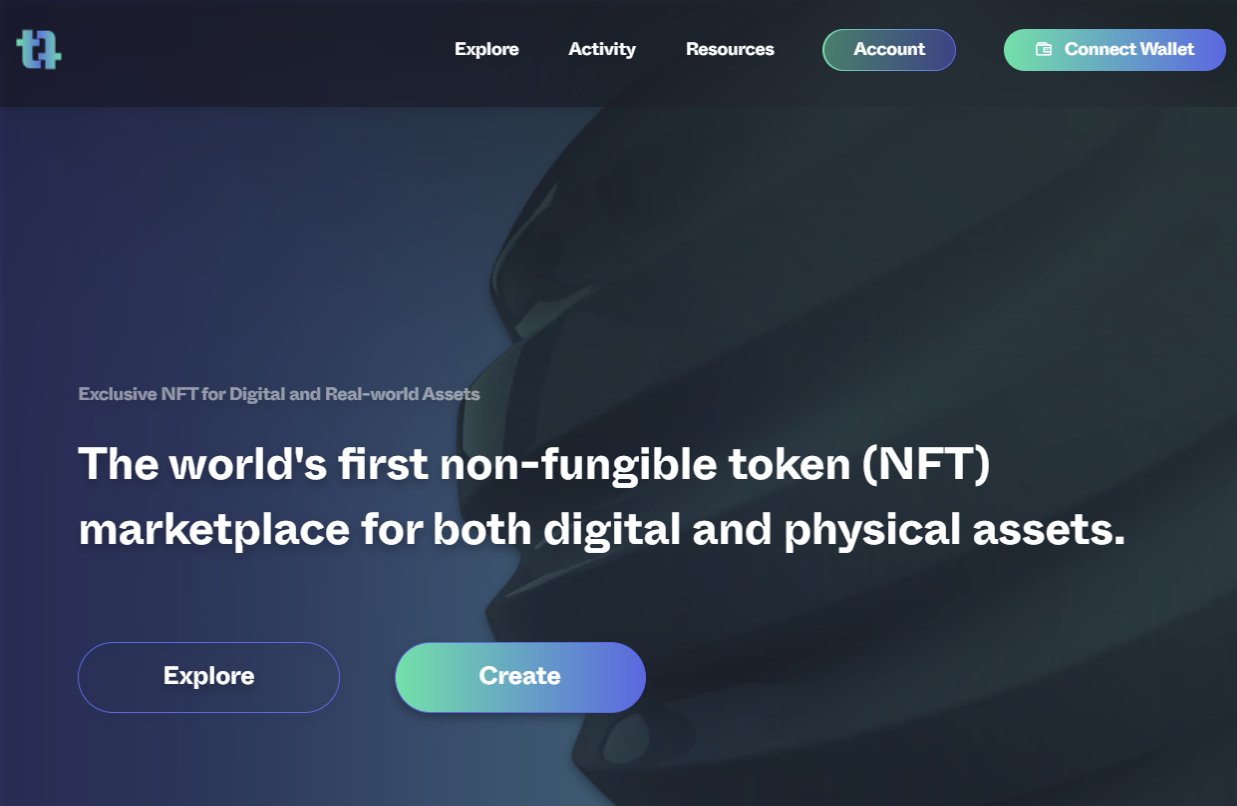 Explore
Activity
Resources
Account
Connect Wallet
Exclusive NFT for Digital and Real-world Assets
The world's first non-fungible token (NFT)
marketplace for both digital and physical assets.
Explore
Create